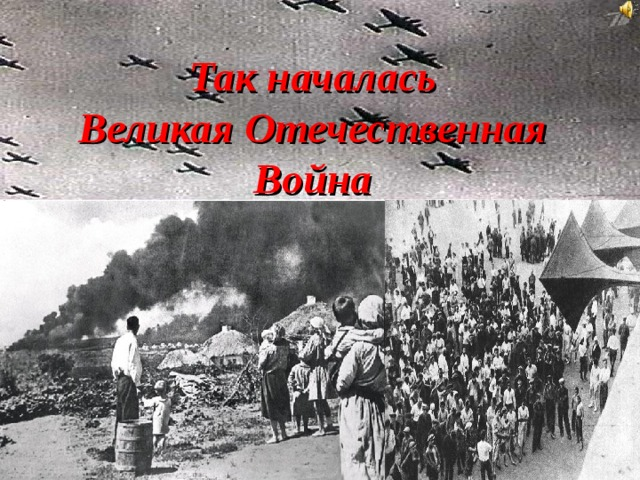 Так началась
Великая Отечественная
Война